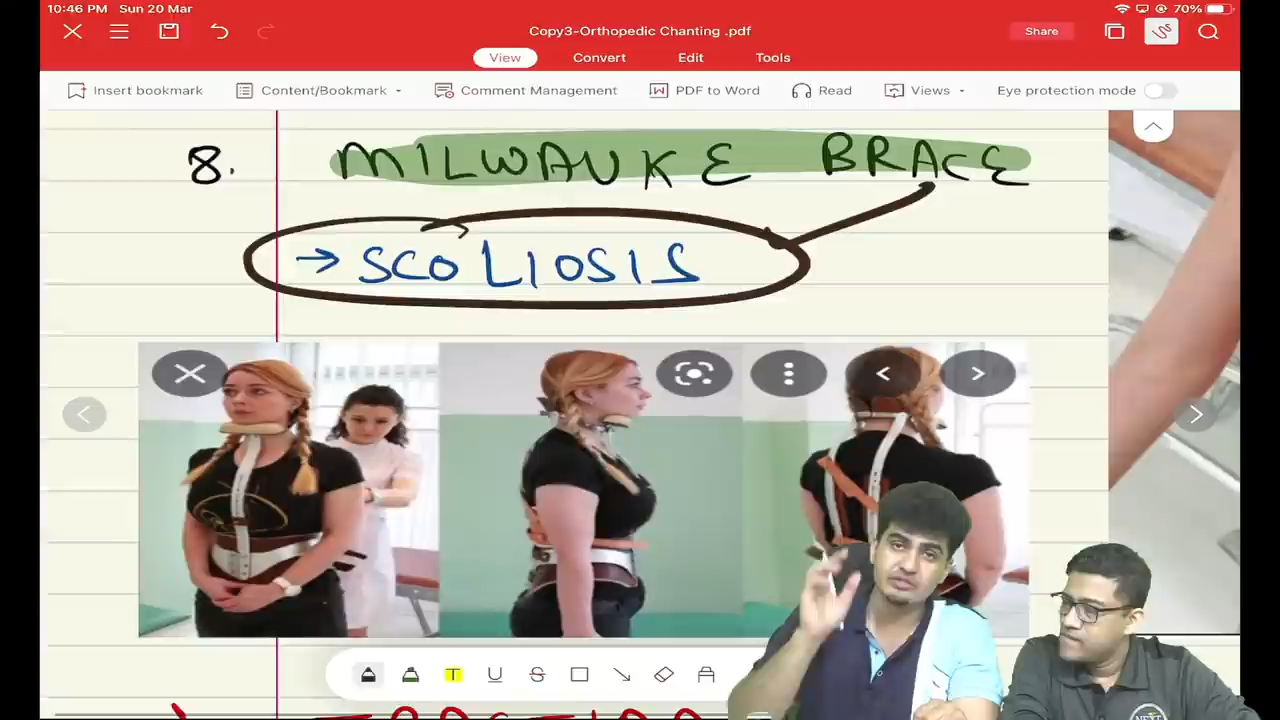 10:46 PM Sun 20 Mar 70%
Copy3-Orthopedic Chanting .pdf
Share
View Convert Edit Tools
Insert bookmark Content/Bookmark Comment Management PDF to Word Read Views Eye protection mode
8. MILWAUKE BRACE
→ SCOLIOSIS
T U S